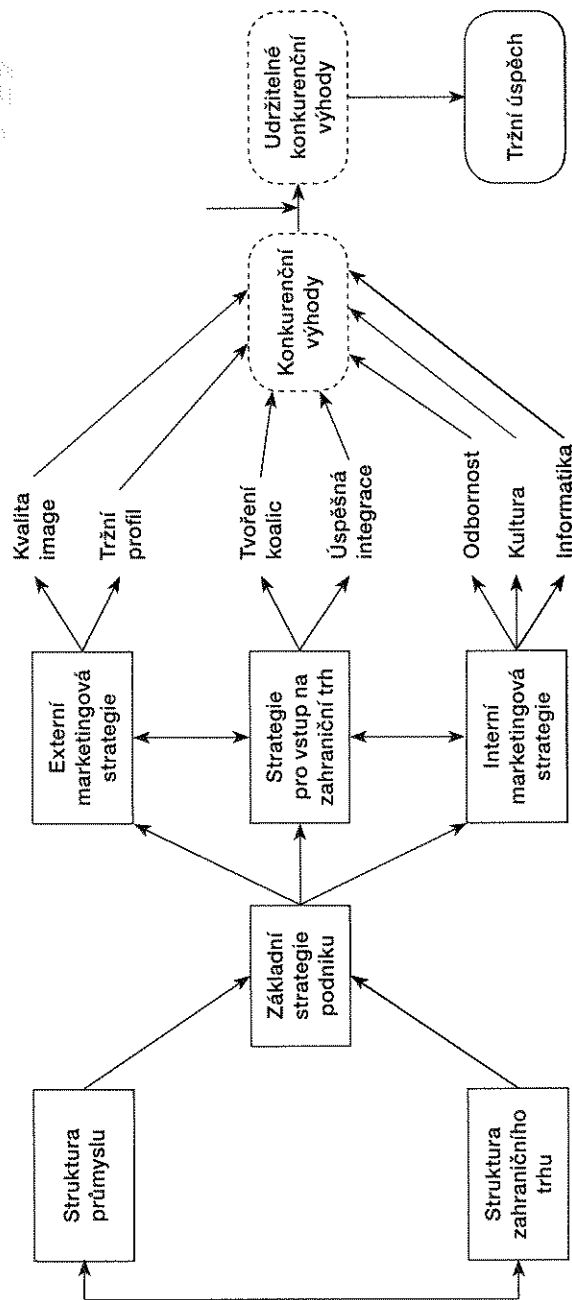 Struktura
průmyslu
Struktura
zahraničního
trhu
Základní
strategie
podniku
Externí
marketingová
strategie
Strategie
pro vstup na
zahraniční trh
Interní
marketingová
strategie
Kvalita
image
Tržní
profil
Tvoření
koalic
Úspěšná
integrace
Odbornost
Kultura
Informatika
Konkurenční
výhody
Udržitelné
konkurenční
výhody
Tržní úspěch